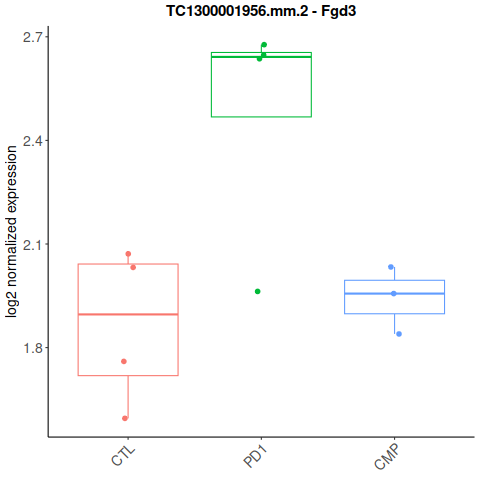 TC1300001956.mm.2 - Fgd3
log2 normalized expression
2.7
2.4
2.1
1.8
CTL
PD1
CMP